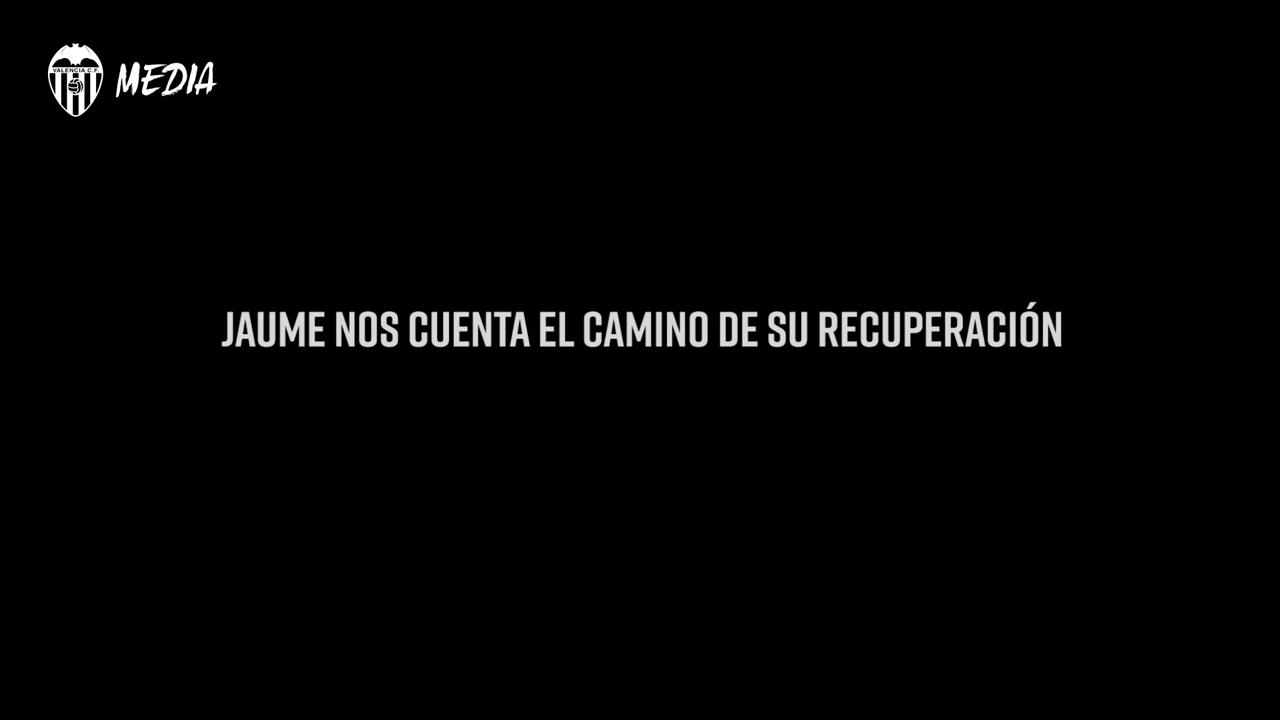 VALENCIA C.F.
MEDIA
JAUME NOS CUENTA EL CAMINO DE SU RECUPERACIÓN